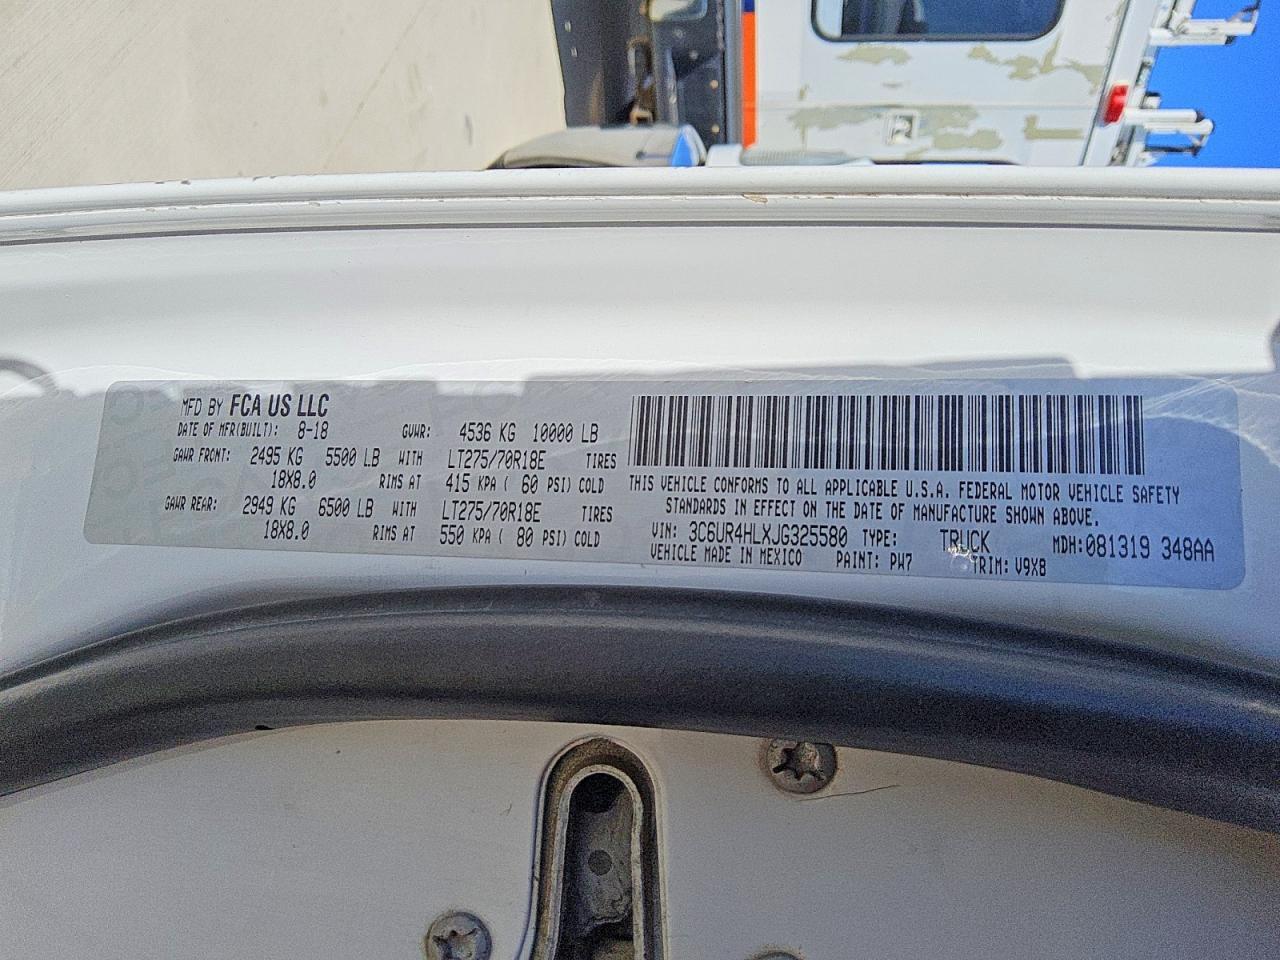 MFD BY FCA US LLC
DATE OF MFR(BUILT): 8-18 GVWR: 4536 KG 10000 LB
GAWR FRONT: 2495 KG 5500 LB WITH LT275/70R18E TIRES
18X8.0 RIMS AT 415 KPA ( 60 PSI) COLD
GAWR REAR: 2949 KG 6500 LB WITH LT275/70R18E TIRES
18X8.0 RIMS AT 550 KPA ( 80 PSI) COLD
THIS VEHICLE CONFORMS TO ALL APPLICABLE U.S.A. FEDERAL MOTOR VEHICLE SAFETY
STANDARDS IN EFFECT ON THE DATE OF MANUFACTURE SHOWN ABOVE.
VIN: 3C6UR4HLXJG325580 TYPE: TRUCK MDH:081319 348AA
VEHICLE MADE IN MEXICO PAINT: PW7 TRIM: V9X8